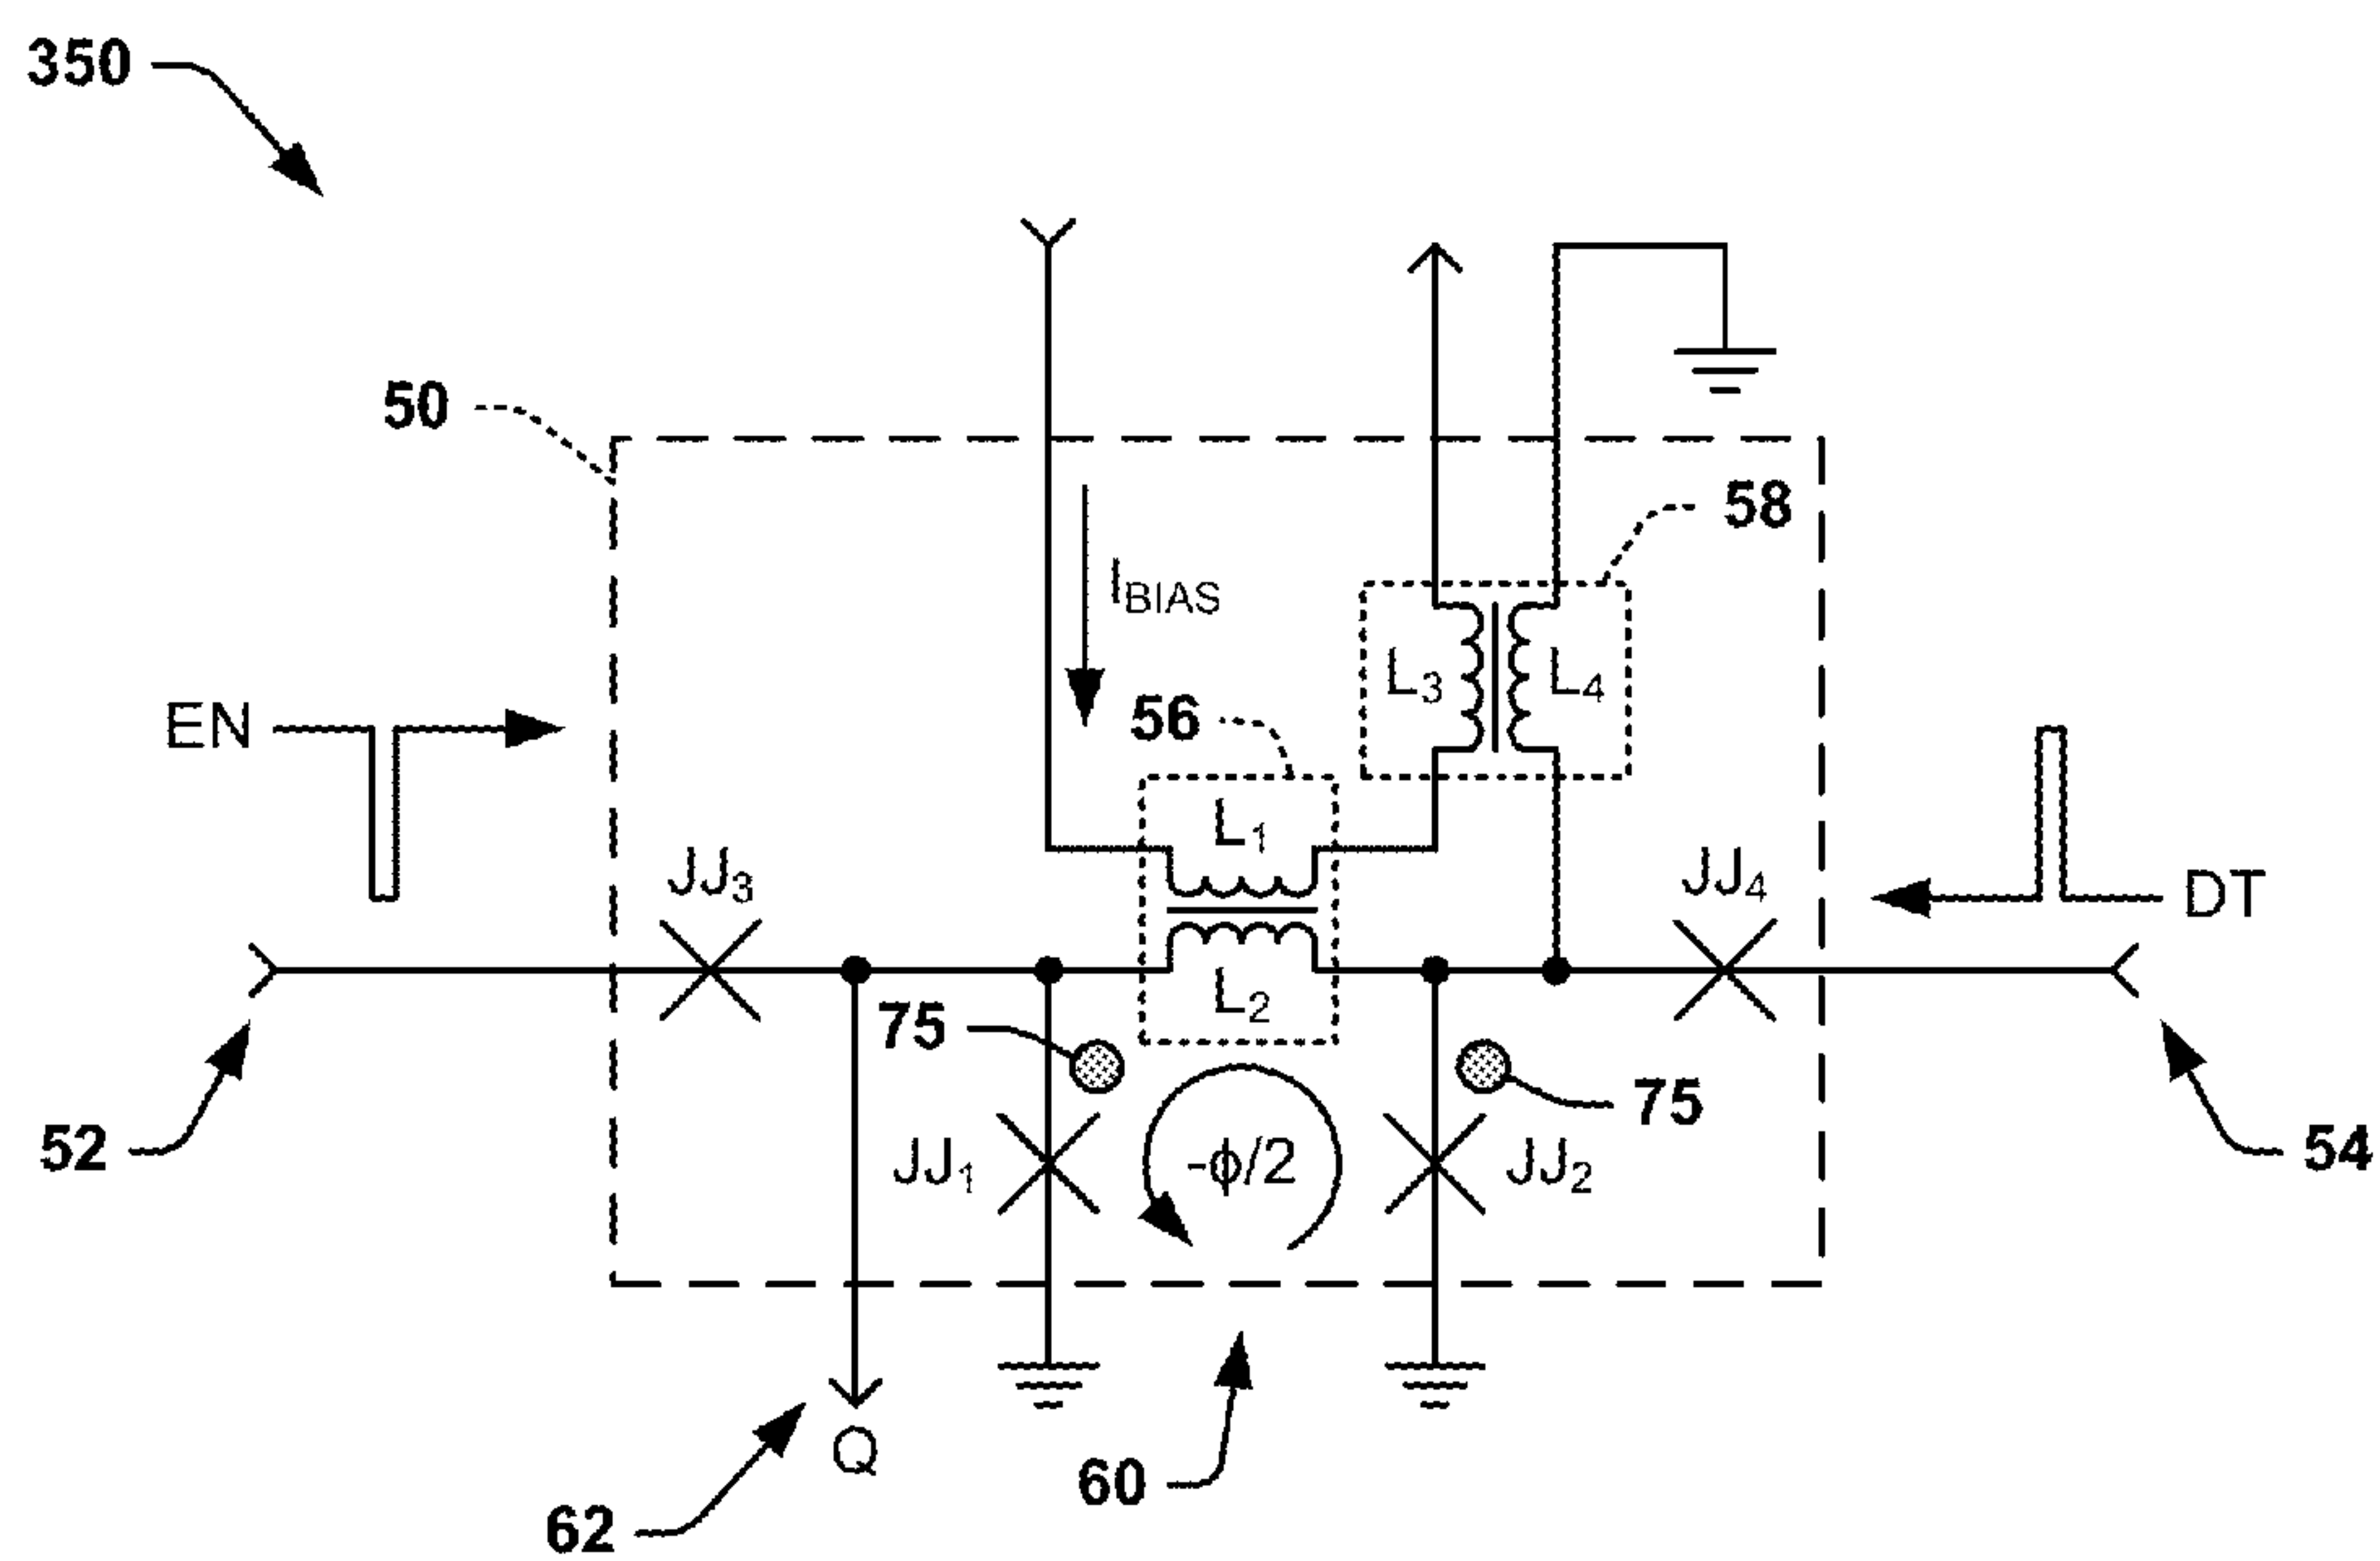 350
50
I_BIAS
58
L₃ L₄
56
EN
L₁
JJ₃
JJ₄
DT
L₂
75
75
52
JJ₁
-ϕ/2
JJ₂
54
Q
60
62